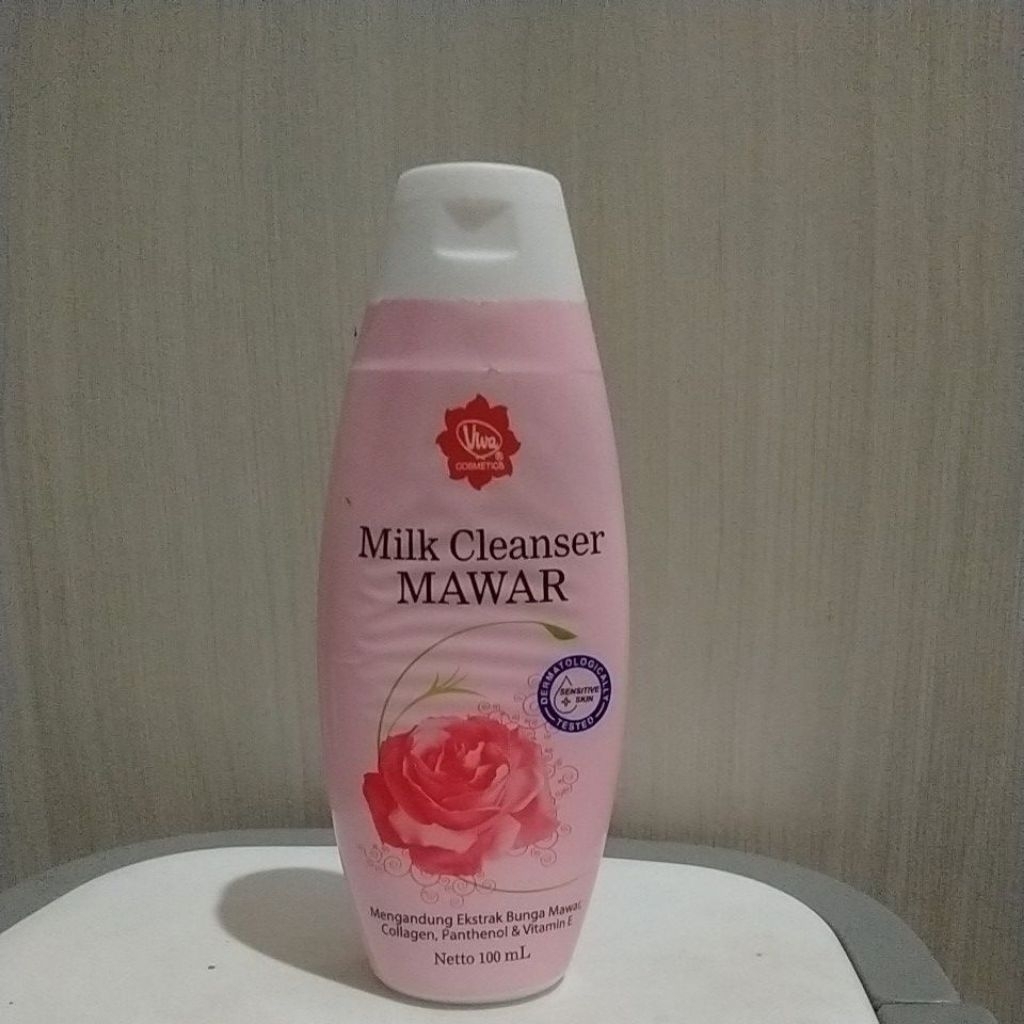 Viva®
COSMETICS
Milk Cleanser
MAWAR
DERMATOLOGICALLY
SENSITIVE
SKIN
TESTED
Mengandung Ekstrak Bunga Mawar,
Collagen, Panthenol & Vitamin E
Netto 100 mL